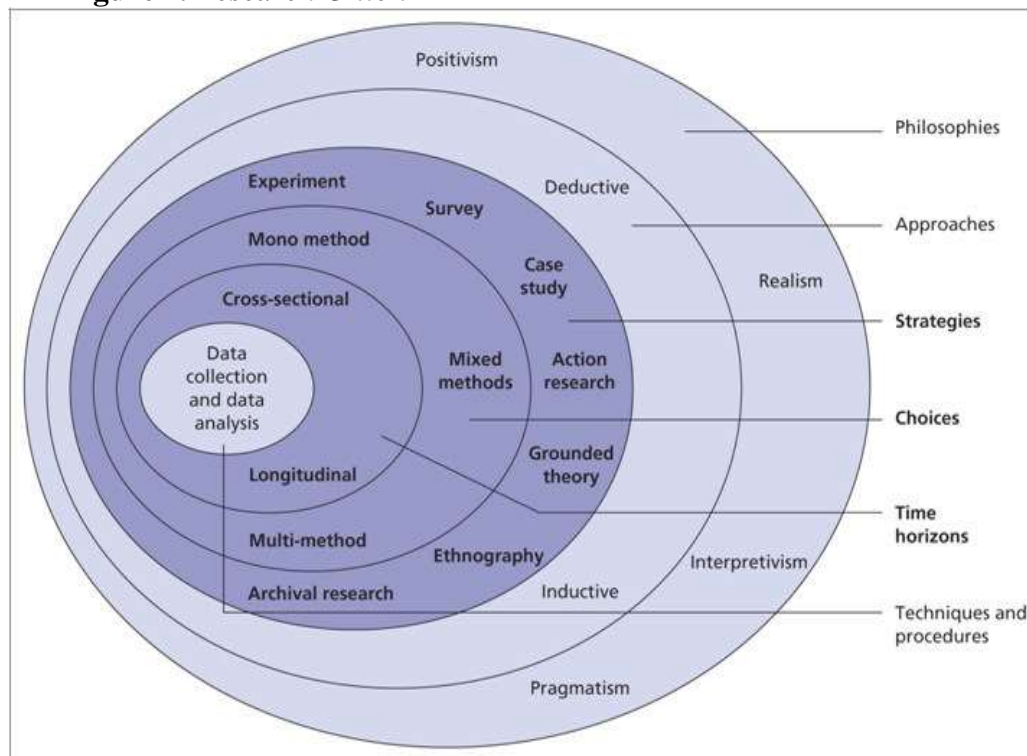 Positivism
Philosophies
Experiment
Deductive
Survey
Approaches
Mono method
Case
study
Realism
Cross-sectional
Strategies
Data
collection
and data
analysis
Mixed
methods
Action
research
Choices
Grounded
theory
Longitudinal
Time
horizons
Multi-method
Ethnography
Interpretivism
Archival research
Inductive
Techniques and
procedures
Pragmatism